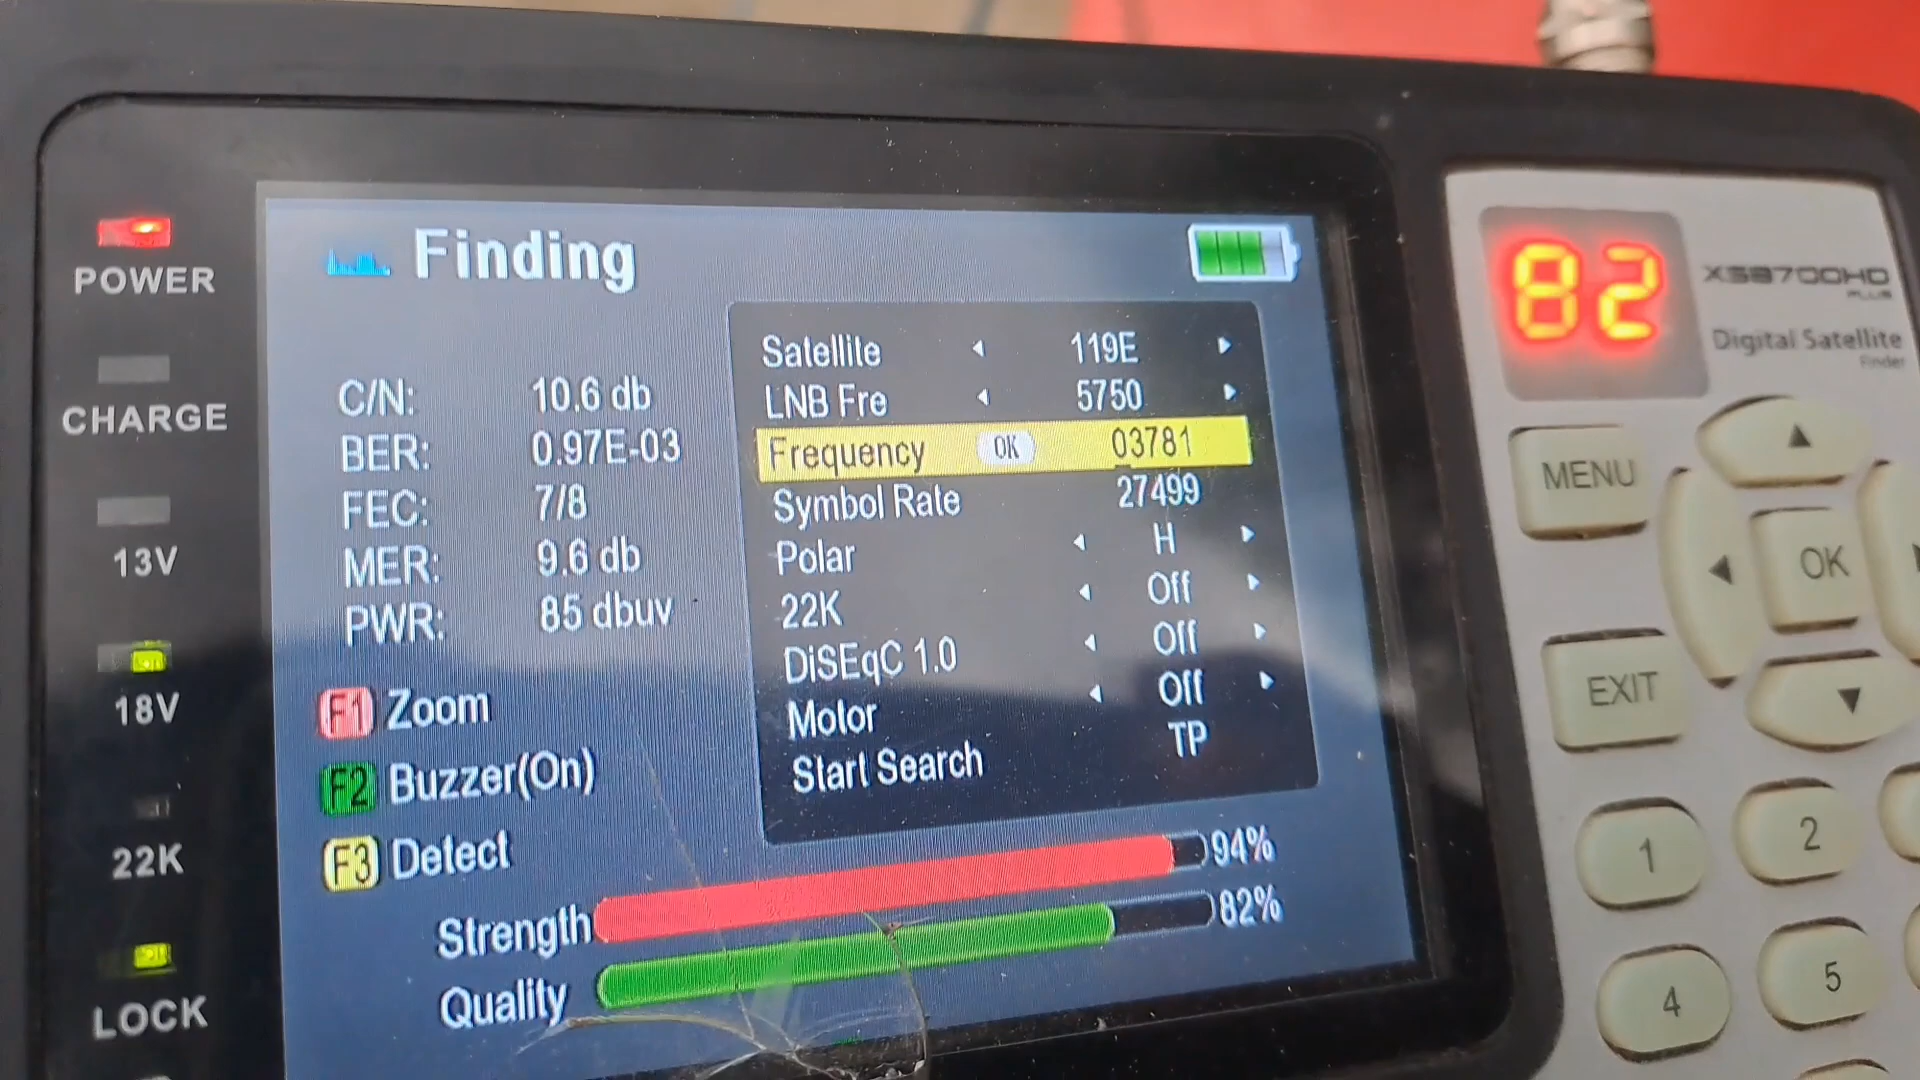 Finding
C/N: 10.6 db
BER: 0.97E-03
FEC: 7/8
MER: 9.6 db
PWR: 85 dbuv
F1 Zoom
F2 Buzzer(On)
F3 Detect
Satellite 119E
LNB Fre 5750
Frequency OK 03781
Symbol Rate 27499
Polar H
22K Off
DiSEqC 1.0 Off
Motor Off
Start Search TP
Strength 94%
Quality 82%
POWER
CHARGE
13V
18V
22K
LOCK
82
XS8700HD
PLUS
Digital Satellite
Finder
MENU
OK
EXIT
1
2
4
5